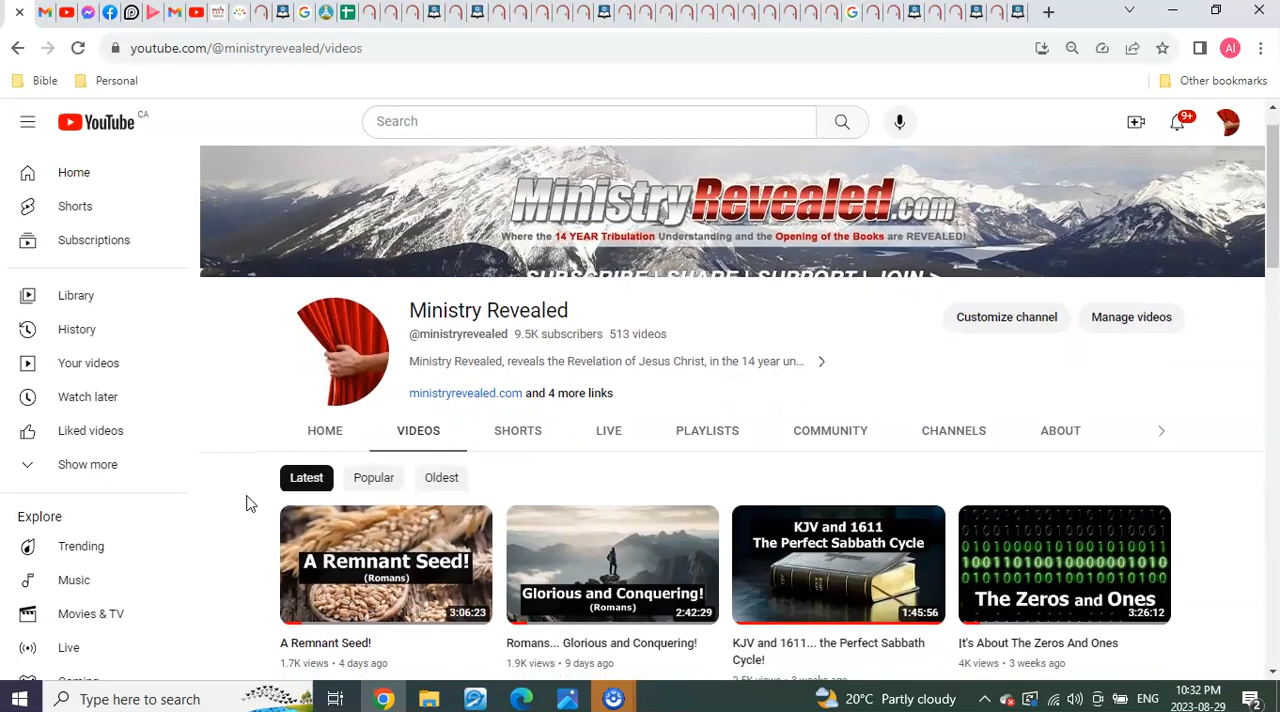 youtube.com/@ministryrevealed/videos
AI
Bible
Personal
Other bookmarks
YouTube CA
Search
9+
Home
Shorts
Subscriptions
Library
History
Your videos
Watch later
Liked videos
Show more
Explore
Trending
Music
Movies & TV
Live
MinistryRevealed.com
Where the 14 YEAR Tribulation Understanding and the Opening of the Books are REVEALED!
SUBSCRIBE | SHARE | SUPPORT | JOIN >
Ministry Revealed
@ministryrevealed 9.5K subscribers 513 videos
Ministry Revealed, reveals the Revelation of Jesus Christ, in the 14 year un...
ministryrevealed.com and 4 more links
Customize channel
Manage videos
HOME VIDEOS SHORTS LIVE PLAYLISTS COMMUNITY CHANNELS ABOUT
Latest Popular Oldest
A Remnant Seed!
(Romans)
3:06:23
A Remnant Seed!
1.7K views • 4 days ago
Glorious and Conquering!
(Romans)
2:42:29
Romans... Glorious and Conquering!
1.9K views • 9 days ago
KJV and 1611
The Perfect Sabbath
Cycle
1:45:56
KJV and 1611... the Perfect Sabbath
Cycle!
The Zeros and Ones
3:26:12
It's About The Zeros And Ones
4K views • 3 weeks ago
Type here to search
20°C Partly cloudy
ENG
10:32 PM
2023-08-29
2